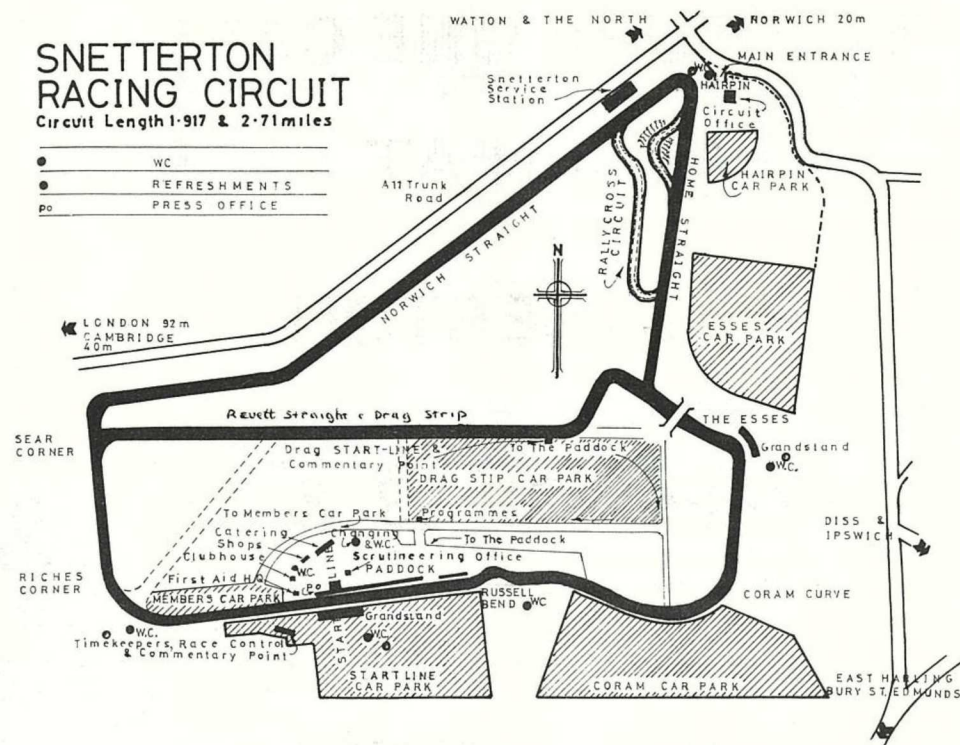 WATTON & THE NORTH
NORWICH 20m
SNETTERTON
RACING CIRCUIT
Circuit Length 1·917 & 2·71 miles
WC
REFRESHMENTS
po PRESS OFFICE
MAIN ENTRANCE
W.C.
HAIRPIN
Snetterton
Service
Station
Circuit
Office
HAIRPIN
CAR PARK
A11 Trunk
Road
NORWICH STRAIGHT
RALLYCROSS
CIRCUIT
HOME STRAIGHT
N
LONDON 92m
CAMBRIDGE
40m
ESSES
CAR PARK
Revett Straight & Drag Strip
THE ESSES
SEAR
CORNER
Grandstand
W.C.
Drag START-LINE &
Commentary Point
To The Paddock
DRAG STIP CAR PARK
To Members Car Park
Programmes
Catering
Shops
Clubhouse
Changing
& W.C.
To The Paddock
DISS &
IPSWICH
Scrutineering Office
PADDOCK
W.C.
First Aid H.Q.
po
RICHES
CORNER
MEMBERS CAR PARK
START LINE
Grandstand
RUSSELL
BEND
WC
CORAM CURVE
W.C.
W.C.
Timekeepers, Race Control
& Commentary Point
START LINE
CAR PARK
CORAM CAR PARK
EAST HARLING
BURY ST. EDMUNDS